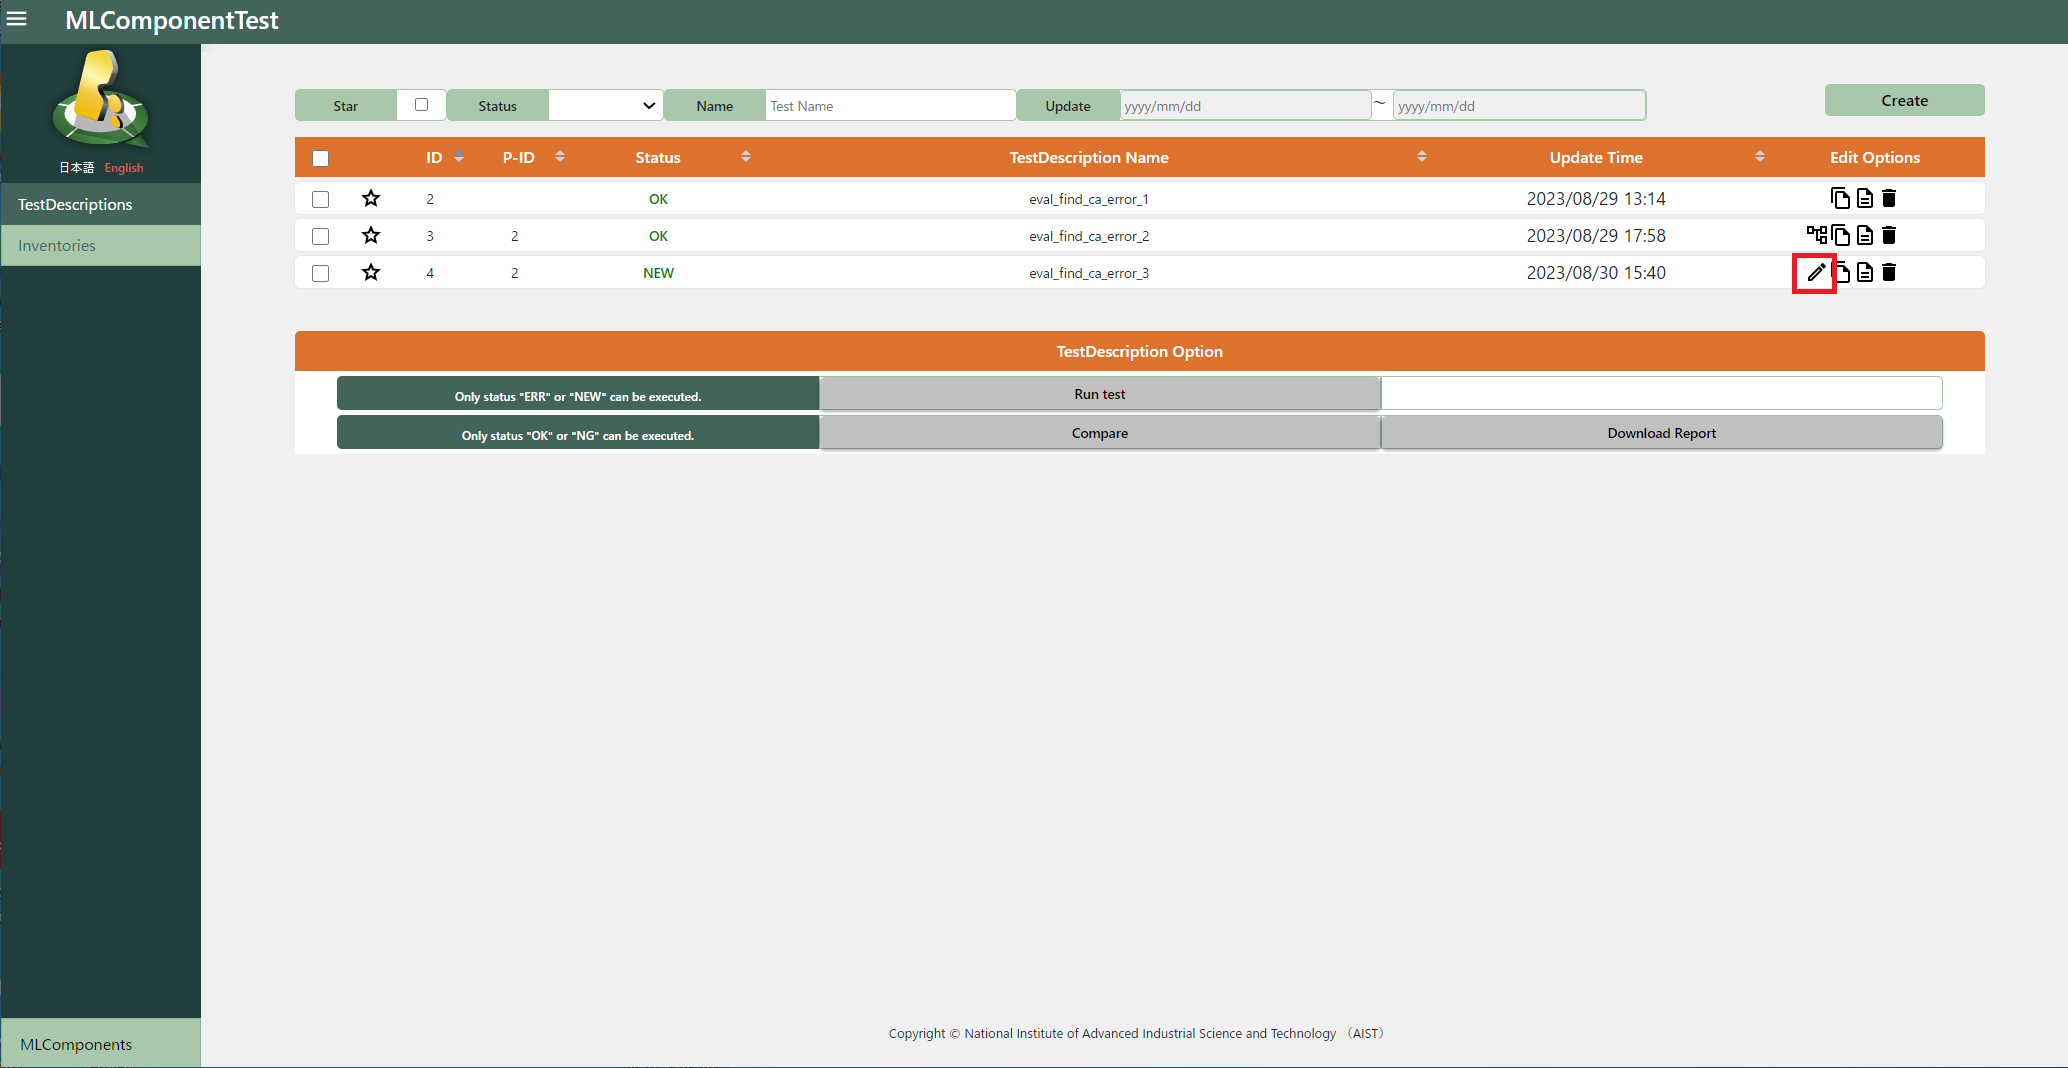 MLComponentTest
日本語 English
TestDescriptions
Inventories
MLComponents
Star Status Name Test Name Update yyyy/mm/dd ~ yyyy/mm/dd Create
ID P-ID Status TestDescription Name Update Time Edit Options
2 OK eval_find_ca_error_1 2023/08/29 13:14
3 2 OK eval_find_ca_error_2 2023/08/29 17:58
4 2 NEW eval_find_ca_error_3 2023/08/30 15:40
TestDescription Option
Only status "ERR" or "NEW" can be executed. Run test
Only status "OK" or "NG" can be executed. Compare Download Report
Copyright © National Institute of Advanced Industrial Science and Technology （AIST）